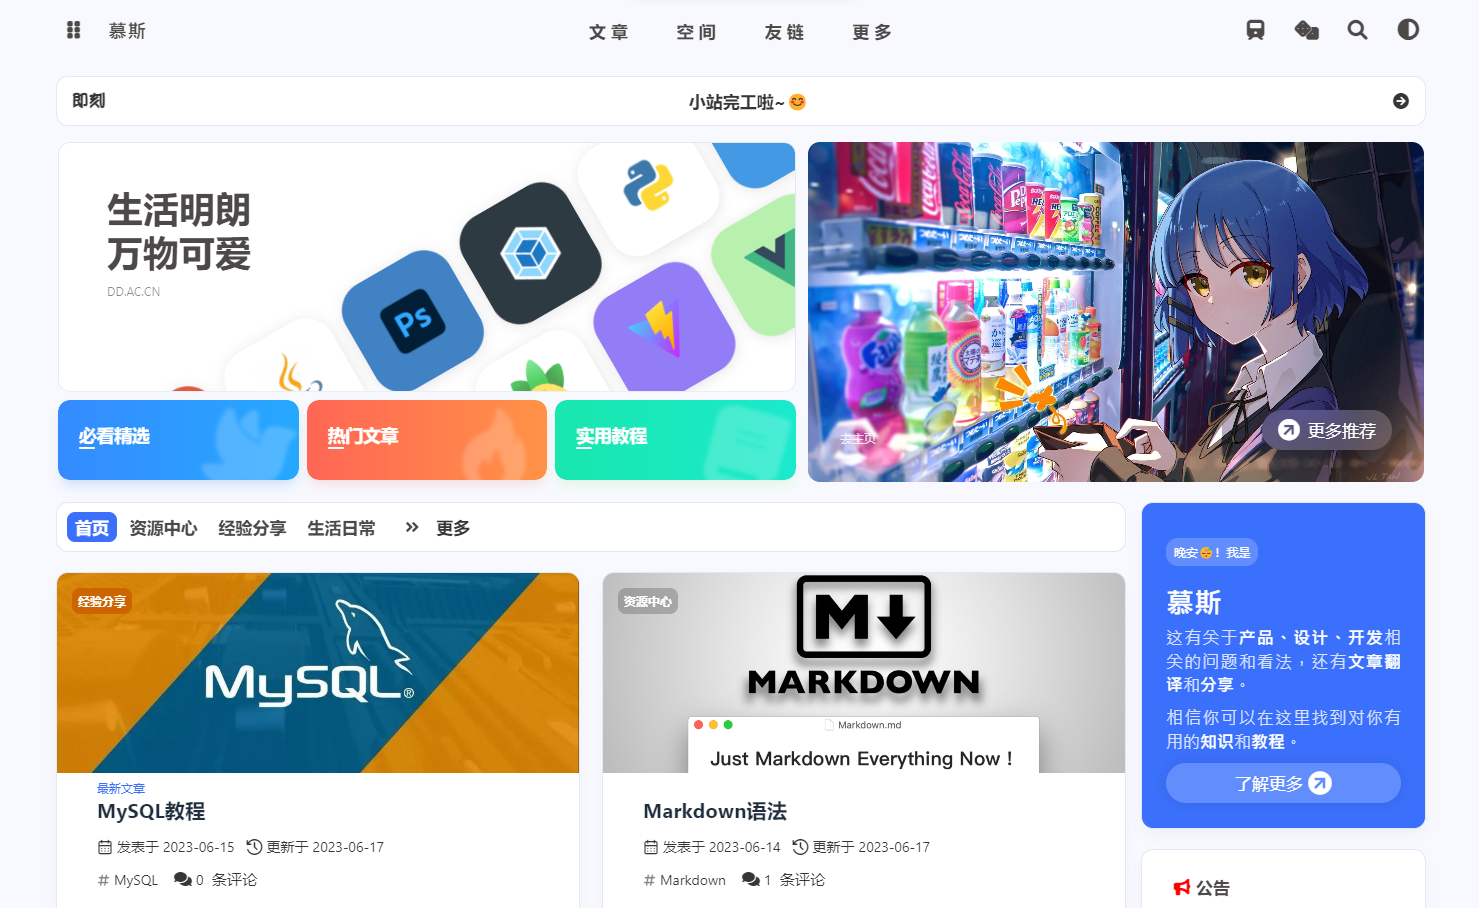 慕斯
文章 空间 友链 更多
即刻
小站完工啦~😊
生活明朗
万物可爱
DD.AC.CN
Ps
必看精选
热门文章
实用教程
Coca-Cola
去主页
更多推荐
首页 资源中心 经验分享 生活日常 更多
经验分享
MySQL®
最新文章
MySQL教程
发表于 2023-06-15 更新于 2023-06-17
# MySQL 0 条评论
资源中心
M
MARKDOWN
Markdown.md
Just Markdown Everything Now !
Markdown语法
发表于 2023-06-14 更新于 2023-06-17
# Markdown 1 条评论
晚安😴！我是
慕斯
这有关于产品、设计、开发相
关的问题和看法，还有文章翻
译和分享。
相信你可以在这里找到对你有
用的知识和教程。
了解更多
公告